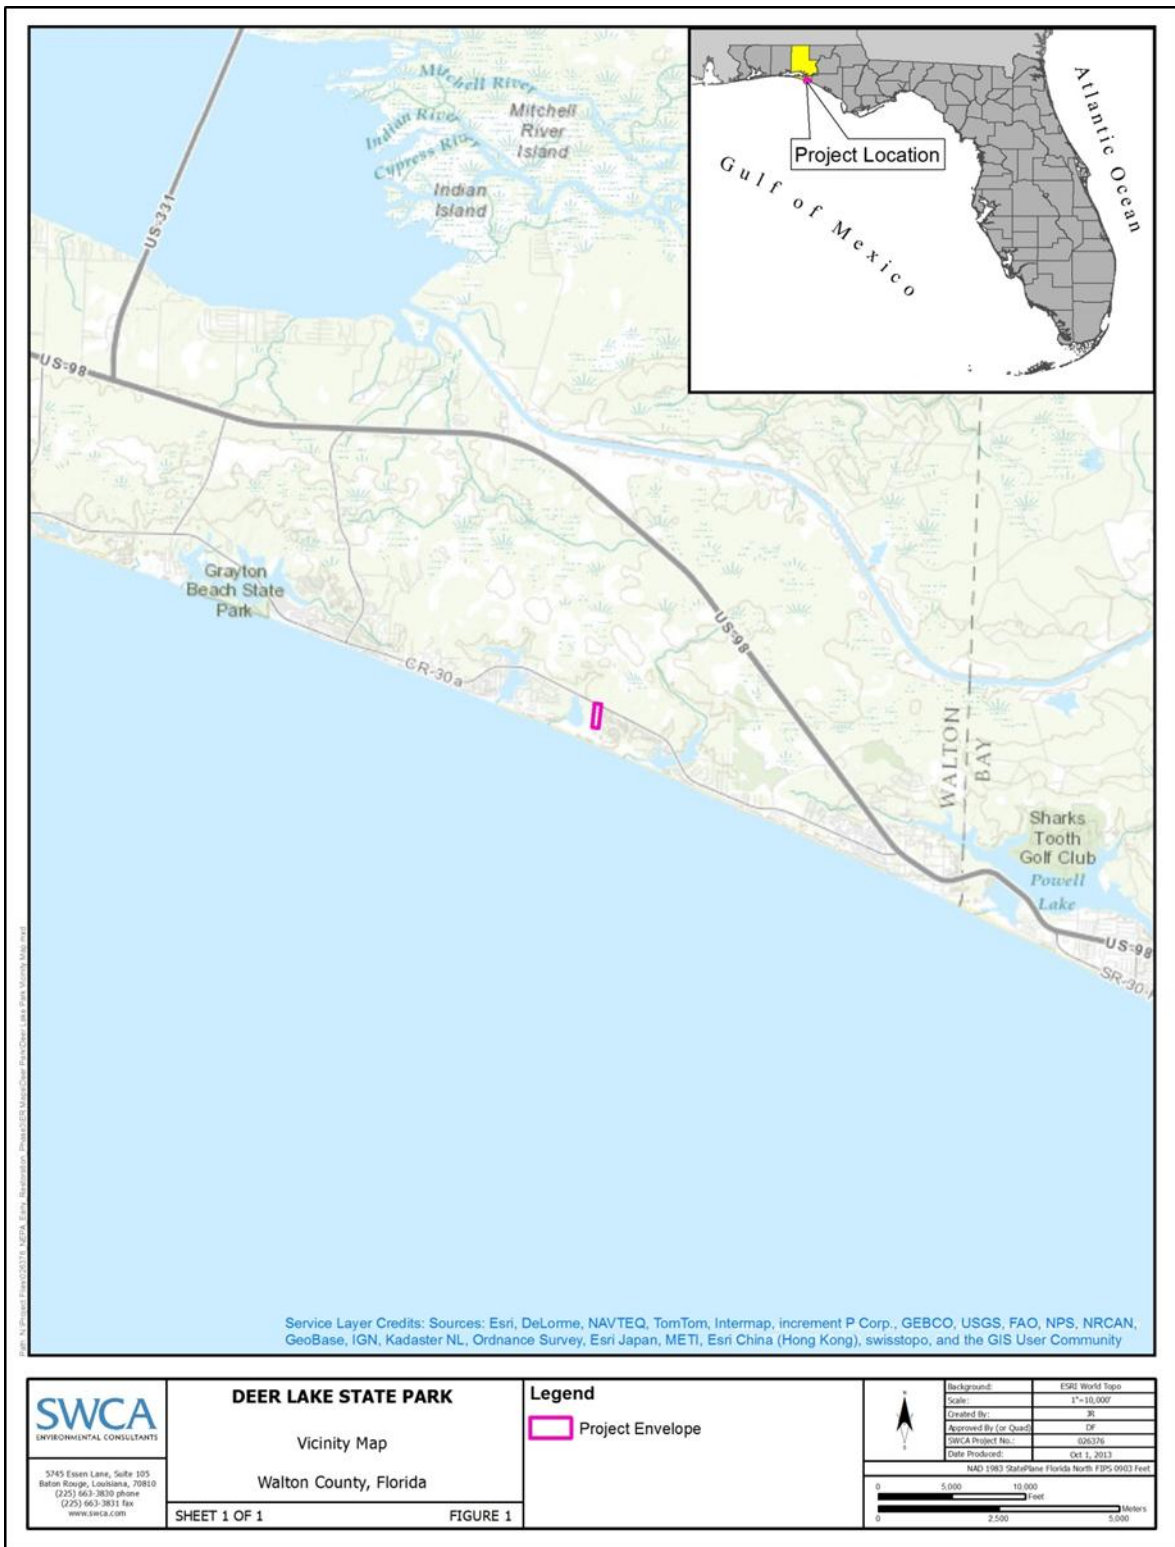 Mitchell River
Mitchell
River
Island
Indian River
Cypress River
Indian
Island
US-331
US-98
Project Location
Gulf of Mexico
Atlantic Ocean
Grayton
Beach State
Park
CR-30a
US-98
WALTON
BAY
Sharks
Tooth
Golf Club
Powell
Lake
US-98
SR-30-
Service Layer Credits: Sources: Esri, DeLorme, NAVTEQ, TomTom, Intermap, increment P Corp., GEBCO, USGS, FAO, NPS, NRCAN,
GeoBase, IGN, Kadaster NL, Ordnance Survey, Esri Japan, METI, Esri China (Hong Kong), swisstopo, and the GIS User Community
SWCA
ENVIRONMENTAL CONSULTANTS
5745 Essen Lane, Suite 105
Baton Rouge, Louisiana, 70810
(225) 663-3830 phone
(225) 663-3831 fax
www.swca.com
DEER LAKE STATE PARK
Vicinity Map
Walton County, Florida
SHEET 1 OF 1 FIGURE 1
Legend
Project Envelope
N
Background: ESRI World Topo
Scale: 1"=10,000'
Created By: JR
Approved By (or Quad) DF
SWCA Project No.: 026376
Date Produced: Oct 1, 2013
NAD 1983 StatePlane Florida North FIPS 0903 Feet
0 5,000 10,000
Feet
Meters
0 2,500 5,000